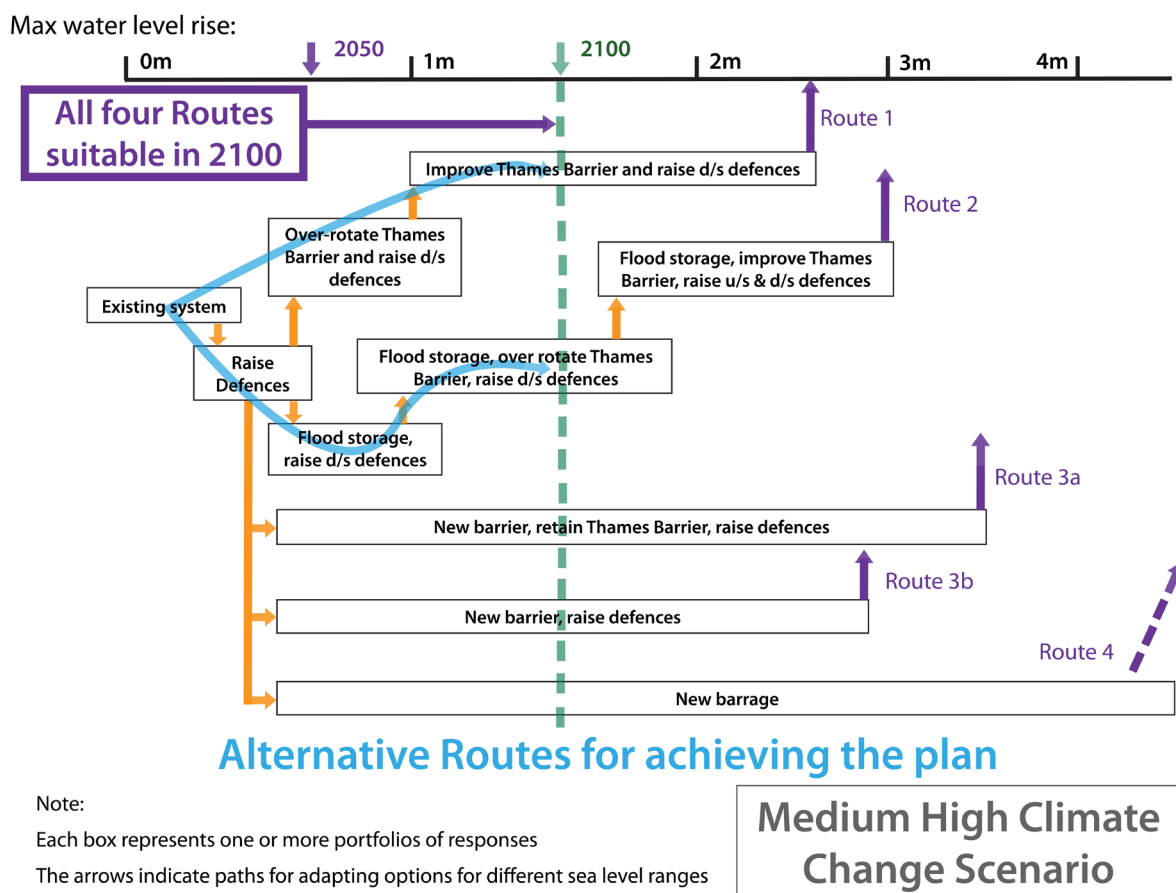 Max water level rise:
2050
2100
0m
1m
2m
3m
4m
All four Routes
suitable in 2100
Route 1
Improve Thames Barrier and raise d/s defences
Route 2
Over-rotate Thames
Barrier and raise d/s
defences
Flood storage, improve Thames
Barrier, raise u/s & d/s defences
Existing system
Raise
Defences
Flood storage, over rotate Thames
Barrier, raise d/s defences
Flood storage,
raise d/s defences
Route 3a
New barrier, retain Thames Barrier, raise defences
Route 3b
New barrier, raise defences
Route 4
New barrage
Alternative Routes for achieving the plan
Note:
Each box represents one or more portfolios of responses
The arrows indicate paths for adapting options for different sea level ranges
Medium High Climate
Change Scenario